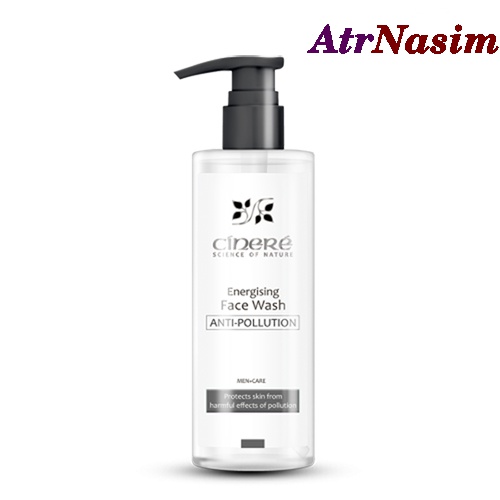 AtrNasim
cinere
SCIENCE OF NATURE
Energising
Face Wash
ANTI-POLLUTION
MEN•CARE
Protects skin from
harmful effects of pollution